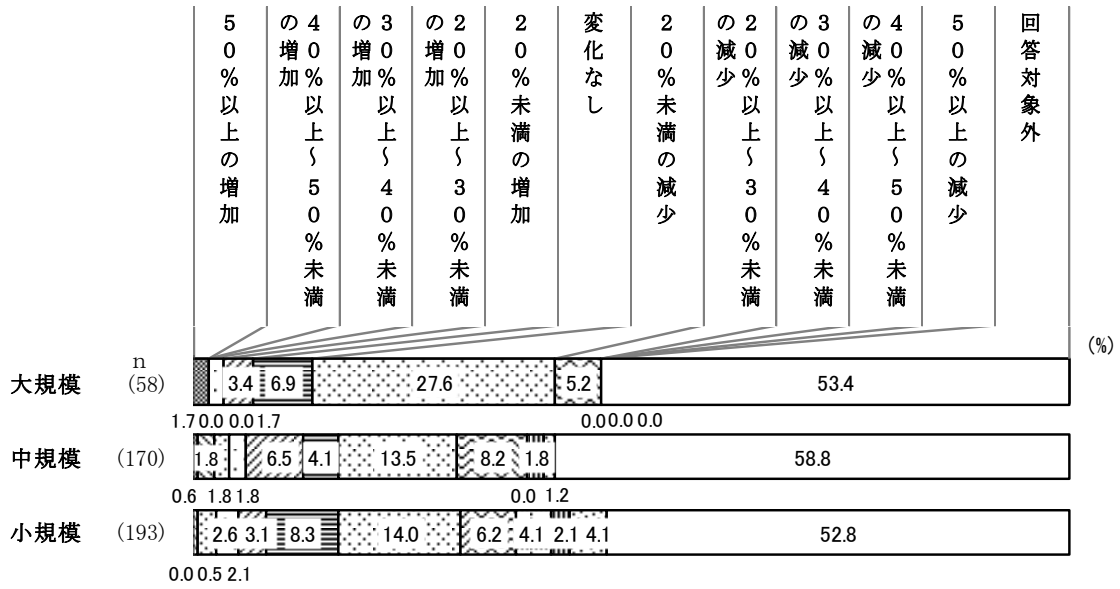 50%以上の増加
40%以上~50%未満の増加
30%以上~40%未満の増加
20%以上~30%未満の増加
20%未満の増加
変化なし
20%未満の減少
20%以上~30%未満の減少
30%以上~40%未満の減少
40%以上~50%未満の減少
50%以上の減少
回答対象外
(%)
n
大規模 (58) 3.4 6.9 27.6 5.2 53.4
1.7 0.0 0.0 1.7 0.0 0.0 0.0
中規模 (170) 1.8 6.5 4.1 13.5 8.2 1.8 58.8
0.6 1.8 1.8 0.0 1.2
小規模 (193) 2.6 3.1 8.3 14.0 6.2 4.1 2.1 4.1 52.8
0.0 0.5 2.1